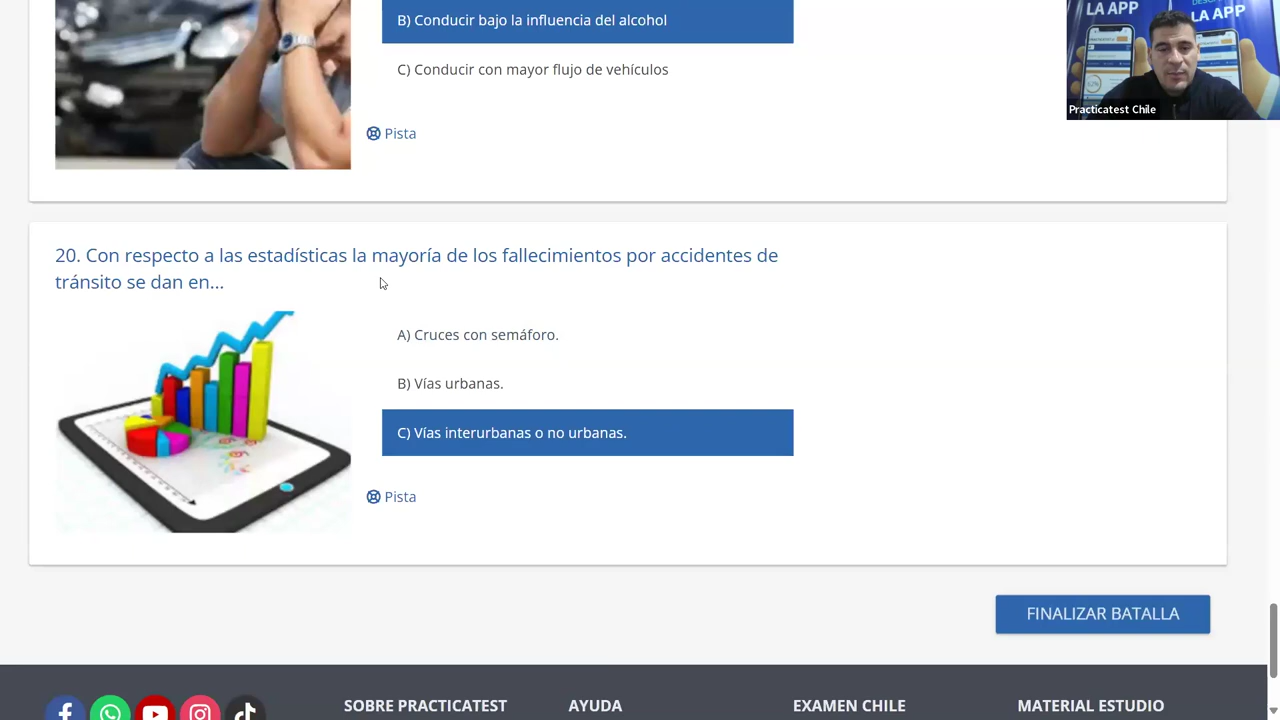 LA APP
LA APP
Practicatest Chile
B) Conducir bajo la influencia del alcohol
C) Conducir con mayor flujo de vehículos
Pista
20. Con respecto a las estadísticas la mayoría de los fallecimientos por accidentes de
tránsito se dan en...
A) Cruces con semáforo.
B) Vías urbanas.
C) Vías interurbanas o no urbanas.
Pista
FINALIZAR BATALLA
SOBRE PRACTICATEST
AYUDA
EXAMEN CHILE
MATERIAL ESTUDIO